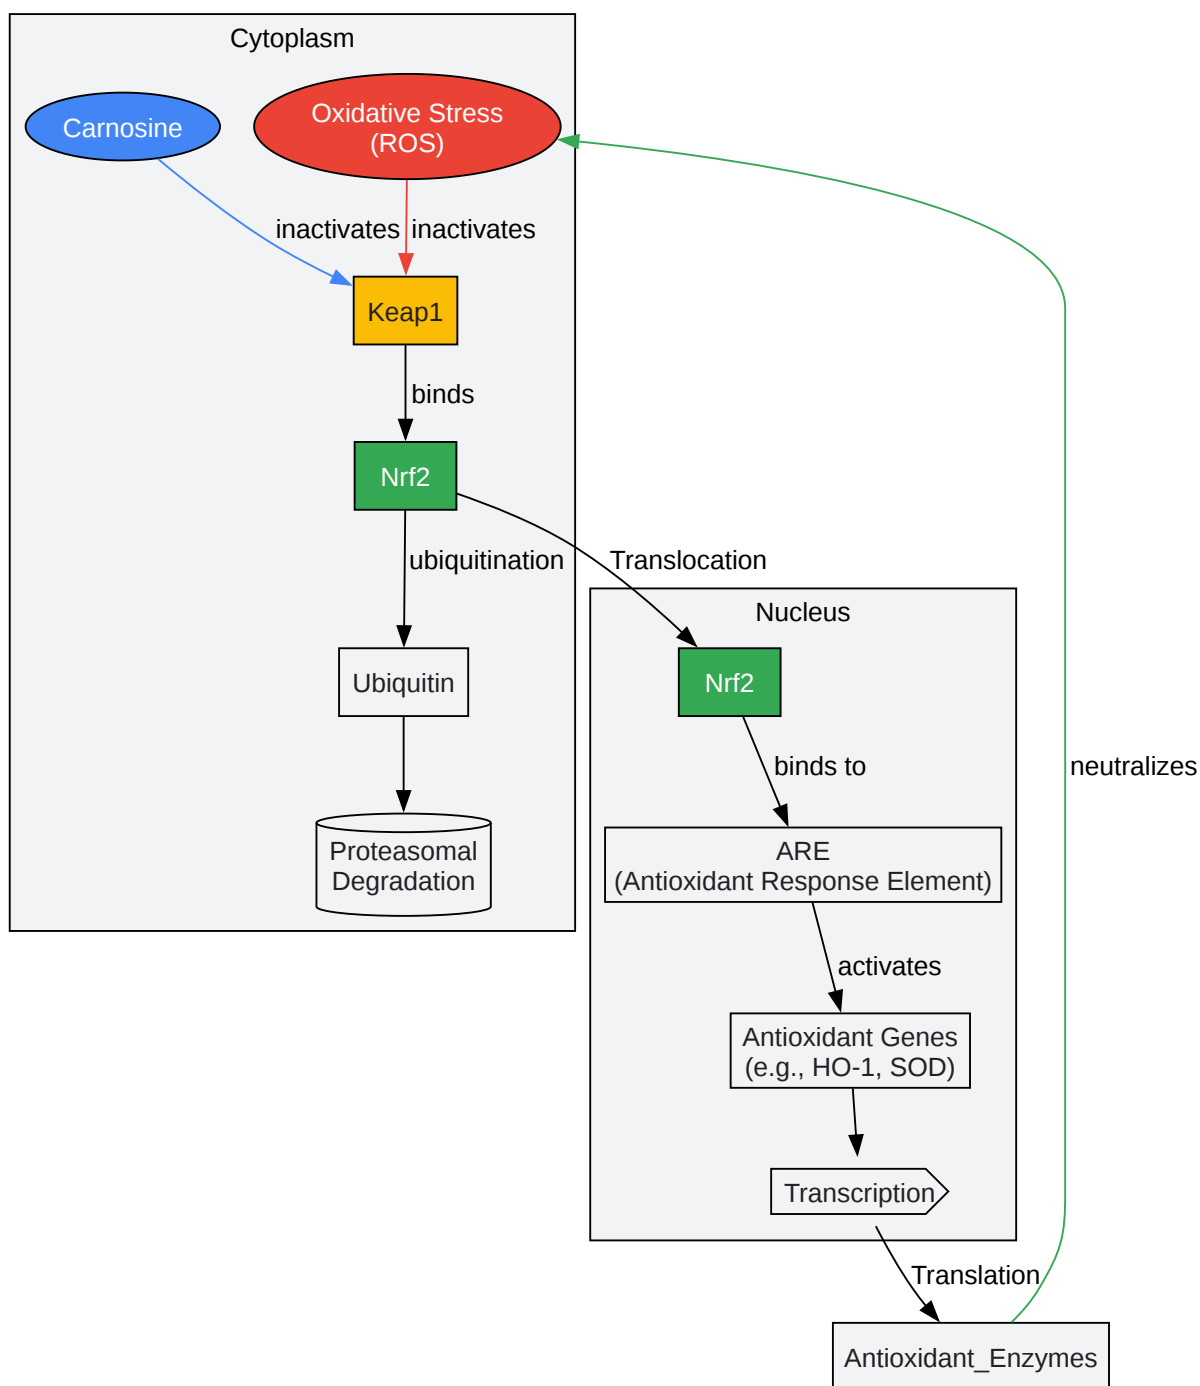 Cytoplasm
Carnosine
Oxidative Stress
(ROS)
inactivates
inactivates
Keap1
binds
Nrf2
ubiquitination
Translocation
Nucleus
Ubiquitin
Nrf2
binds to
neutralizes
Proteasomal
Degradation
ARE
(Antioxidant Response Element)
activates
Antioxidant Genes
(e.g., HO-1, SOD)
Transcription
Translation
Antioxidant_Enzymes